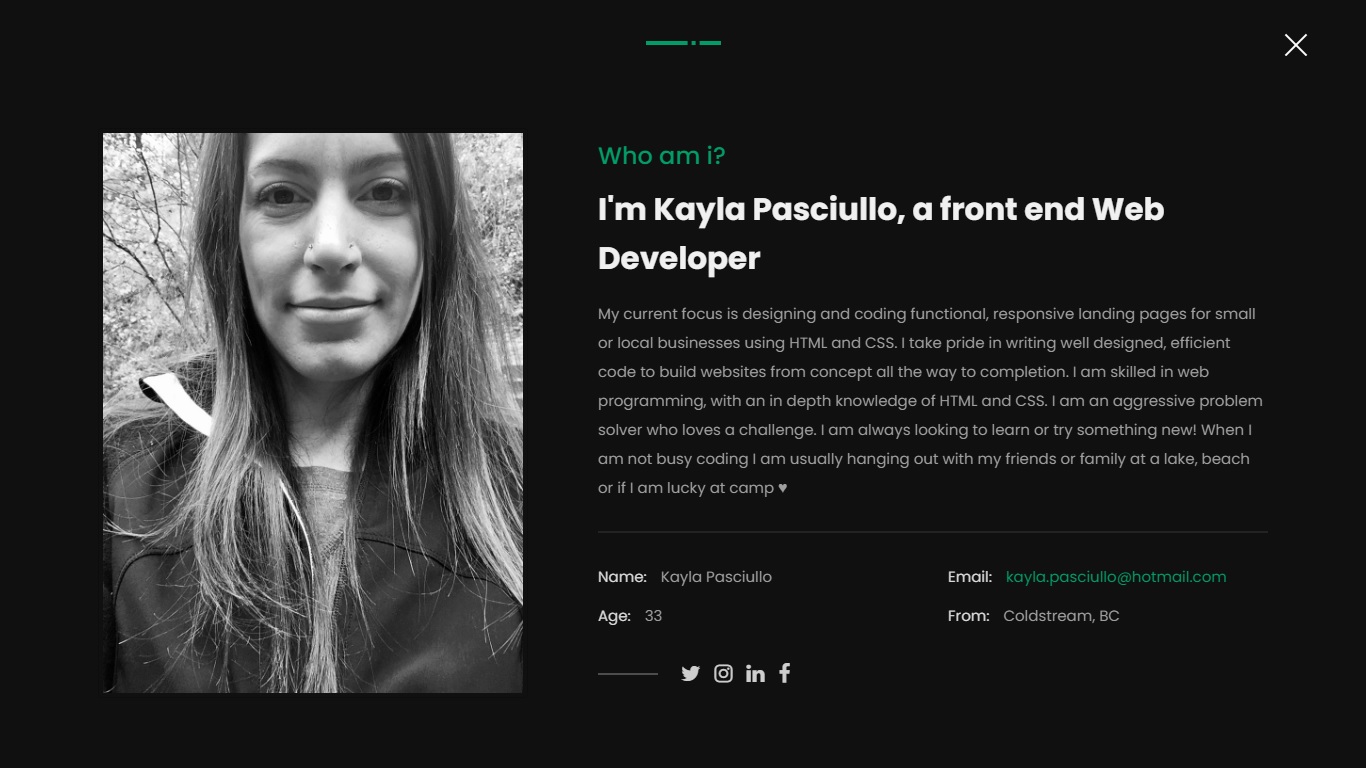 Who am i?
I'm Kayla Pasciullo, a front end Web
Developer
My current focus is designing and coding functional, responsive landing pages for small
or local businesses using HTML and CSS. I take pride in writing well designed, efficient
code to build websites from concept all the way to completion. I am skilled in web
programming, with an in depth knowledge of HTML and CSS. I am an aggressive problem
solver who loves a challenge. I am always looking to learn or try something new! When I
am not busy coding I am usually hanging out with my friends or family at a lake, beach
or if I am lucky at camp ♥
Name: Kayla Pasciullo Email: kayla.pasciullo@hotmail.com
Age: 33 From: Coldstream, BC